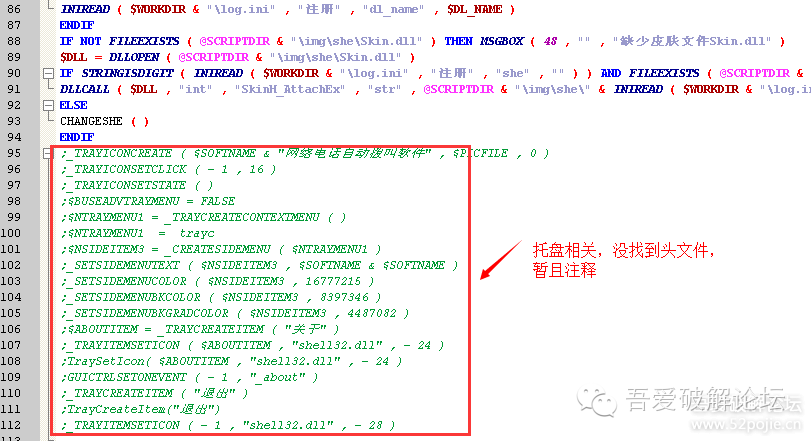 86 INIREAD ( $WORKDIR & "\log.ini" , "注册" , "dl_name" , $DL_NAME )
87 ENDIF
88 IF NOT FILEEXISTS ( @SCRIPTDIR & "\img\she\Skin.dll" ) THEN MSGBOX ( 48 , "" , "缺少皮肤文件Skin.dll" )
89 $DLL = DLLOPEN ( @SCRIPTDIR & "\img\she\Skin.dll" )
90 IF STRINGISDIGIT ( INIREAD ( $WORKDIR & "\log.ini" , "注册" , "she" , "" ) ) AND FILEEXISTS ( @SCRIPTDIR &
91 DLLCALL ( $DLL , "int" , "SkinH_AttachEx" , "str" , @SCRIPTDIR & "\img\she\" & INIREAD ( $WORKDIR & "\log.in
92 ELSE
93 CHANGESHE ( )
94 ENDIF
95 ;_TRAYICONCREATE ( $SOFTNAME & "网络电话自动拨叫软件" , $PICFILE , 0 )
96 ;_TRAYICONSETCLICK ( - 1 , 16 )
97 ;_TRAYICONSETSTATE ( )
98 ;$BUSEADVTRAYMENU = FALSE
99 ;$NTRAYMENU1 = _TRAYCREATECONTEXTMENU ( )
100 ;$NTRAYMENU1 = trayc
101 ;$NSIDEITEM3 = _CREATESIDEMENU ( $NTRAYMENU1 )
102 ;_SETSIDEMENUTEXT ( $NSIDEITEM3 , $SOFTNAME & $SOFTNAME )
103 ;_SETSIDEMENUCOLOR ( $NSIDEITEM3 , 16777215 )
104 ;_SETSIDEMENUBKCOLOR ( $NSIDEITEM3 , 8397346 )
105 ;_SETSIDEMENUBKGRADCOLOR ( $NSIDEITEM3 , 4487082 )
106 ;$ABOUTITEM = _TRAYCREATEITEM ( "关于" )
107 ;_TRAYITEMSETICON ( $ABOUTITEM , "shell32.dll" , - 24 )
108 ;TraySetIcon( $ABOUTITEM , "shell32.dll" , - 24 )
109 ;GUICTRLSETONEVENT ( - 1 , "_about" )
110 ;_TRAYCREATEITEM ( "退出" )
111 ;TrayCreateItem("退出")
112 ;_TRAYITEMSETICON ( - 1 , "shell32.dll" , - 28 )
托盘相关，没找到头文件，
暂且注释
吾爱破解论坛
www.52pojie.cn